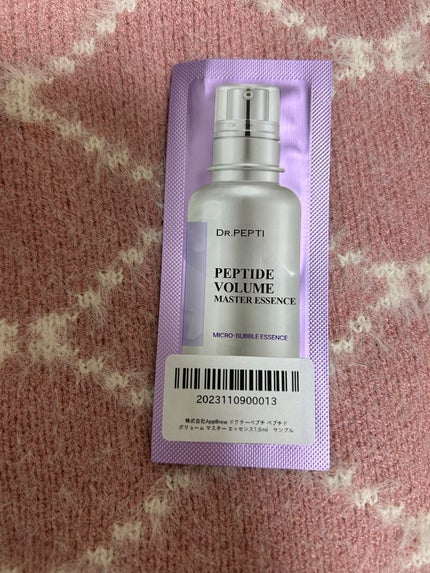 DR.PEPTI
PEPTIDE
VOLUME
MASTER ESSENCE
MICRO-BUBBLE ESSENCE
2023110900013
株式会社AppBrew ドクターペプチ ペプチド
ボリューム マスター エッセンス1.5ml サンプル